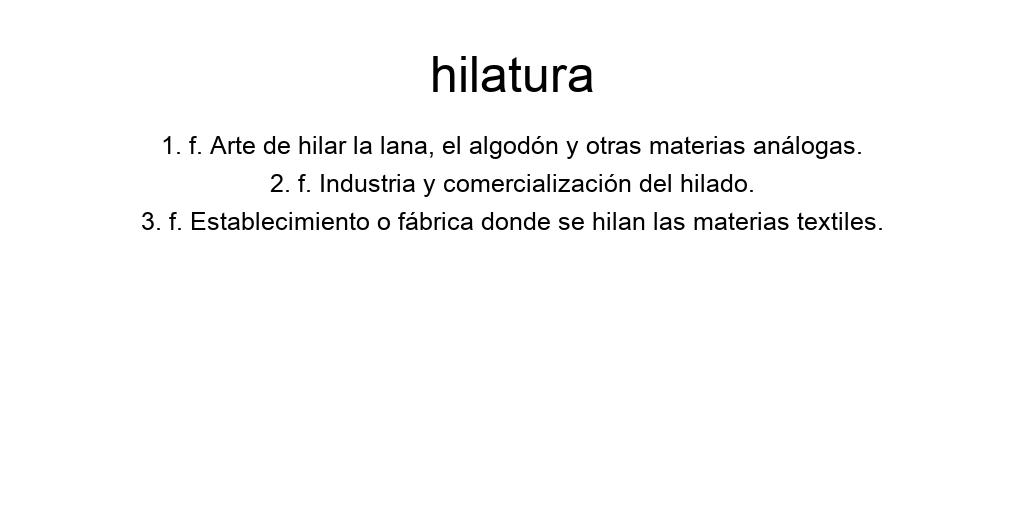 hilatura
1. f. Arte de hilar la lana, el algodón y otras materias análogas.
2. f. Industria y comercialización del hilado.
3. f. Establecimiento o fábrica donde se hilan las materias textiles.